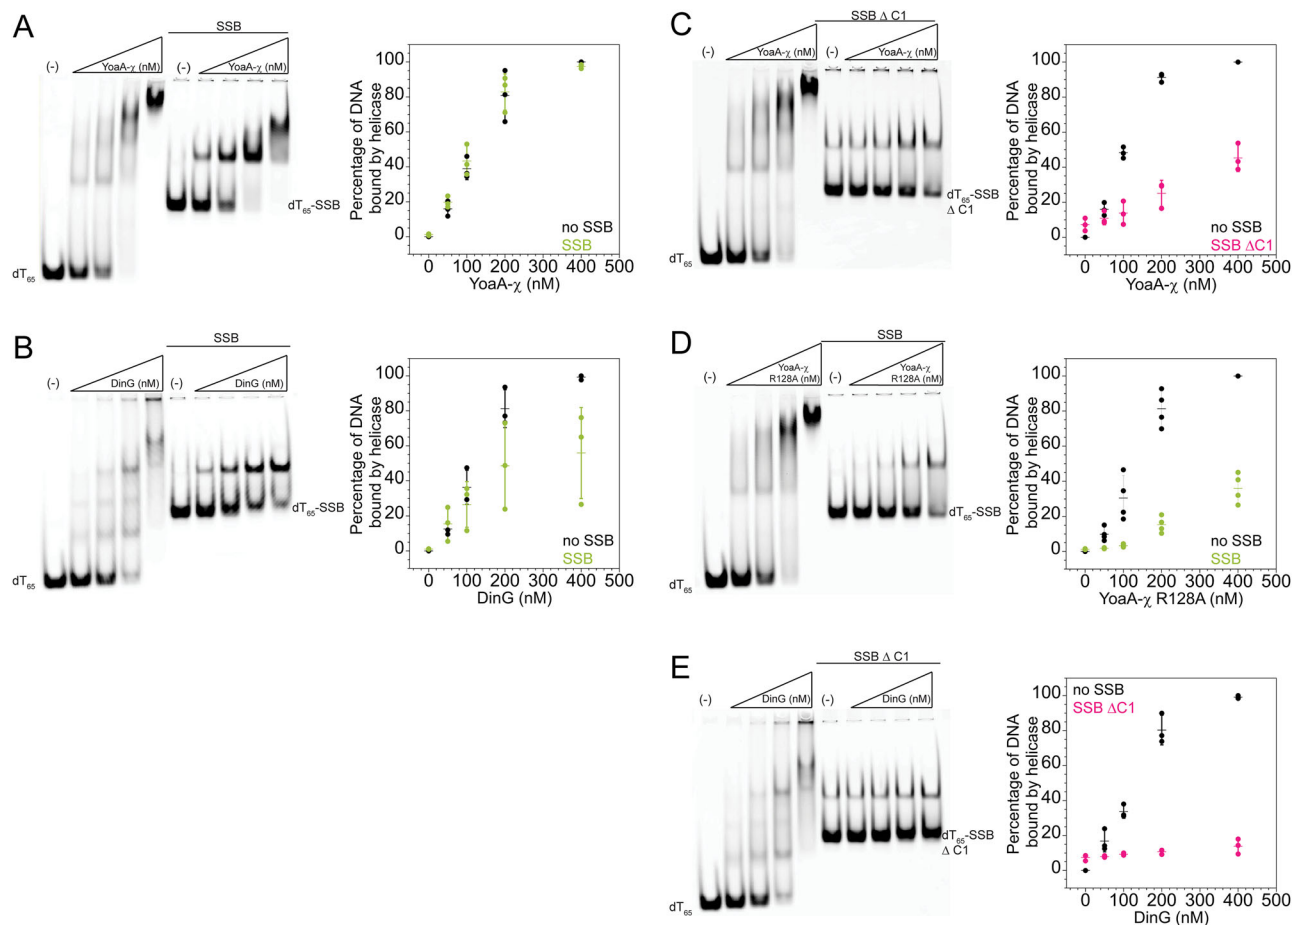 A
SSB
(-)
YoaA-χ (nM)
(-)
YoaA-χ (nM)
dT65-SSB
dT65
Percentage of DNA
bound by helicase
100
80
60
40
20
0
no SSB
SSB
0 100 200 300 400 500
YoaA-χ (nM)
B
SSB
(-)
DinG (nM)
(-)
DinG (nM)
dT65-SSB
dT65
Percentage of DNA
bound by helicase
100
80
60
40
20
0
no SSB
SSB
0 100 200 300 400 500
DinG (nM)
C
SSB Δ C1
(-)
YoaA-χ (nM)
(-)
YoaA-χ (nM)
dT65-SSB
Δ C1
dT65
Percentage of DNA
bound by helicase
100
80
60
40
20
0
no SSB
SSB ΔC1
0 100 200 300 400 500
YoaA-χ (nM)
D
SSB
(-)
YoaA-χ
R128A (nM)
(-)
YoaA-χ
R128A (nM)
dT65-SSB
dT65
Percentage of DNA
bound by helicase
100
80
60
40
20
0
no SSB
SSB
0 100 200 300 400 500
YoaA-χ R128A (nM)
E
SSB Δ C1
(-)
DinG (nM)
(-)
DinG (nM)
dT65-SSB
Δ C1
dT65
Percentage of DNA
bound by helicase
100
80
60
40
20
0
no SSB
SSB ΔC1
0 100 200 300 400 500
DinG (nM)